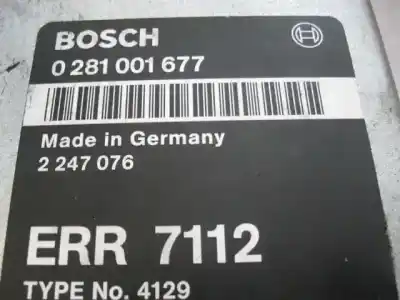 BOSCH
0 281 001 677
Made in Germany
2 247 076
ERR 7112
TYPE No. 4129